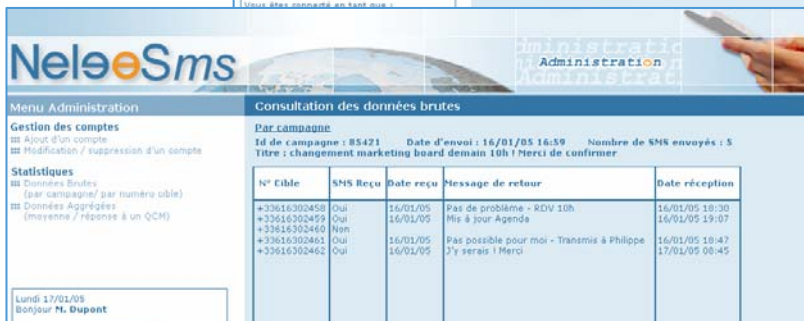 Vous êtes connecté en tant que :
NeleeSms
Administration
Menu Administration
Gestion des comptes
Ajout d'un compte
Modification / suppression d'un compte
Statistiques
Données Brutes
(par campagne/ par numéro cible)
Données Aggrégées
(moyenne / réponse à un QCM)
Lundi 17/01/05
Bonjour M. Dupont
Consultation des données brutes
Par campagne
Id de campagne : 85421 Date d'envoi : 16/01/05 16:59 Nombre de SMS envoyés : 5
Titre : changement marketing board demain 10h ! Merci de confirmer
N° Cible SMS Reçu Date reçu Message de retour Date réception
+33616302458 Oui 16/01/05 Pas de problème - RDV 10h 16/01/05 18:30
+33616302459 Oui 16/01/05 Mis à jour Agenda 16/01/05 19:07
+33616302460 Non
+33616302461 Oui 16/01/05 Pas possible pour moi - Transmis à Philippe 16/01/05 18:47
+33616302462 Oui 16/01/05 J'y serais ! Merci 17/01/05 08:45